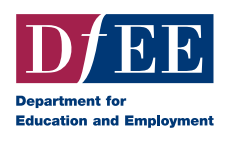 DfEE
Department for
Education and Employment